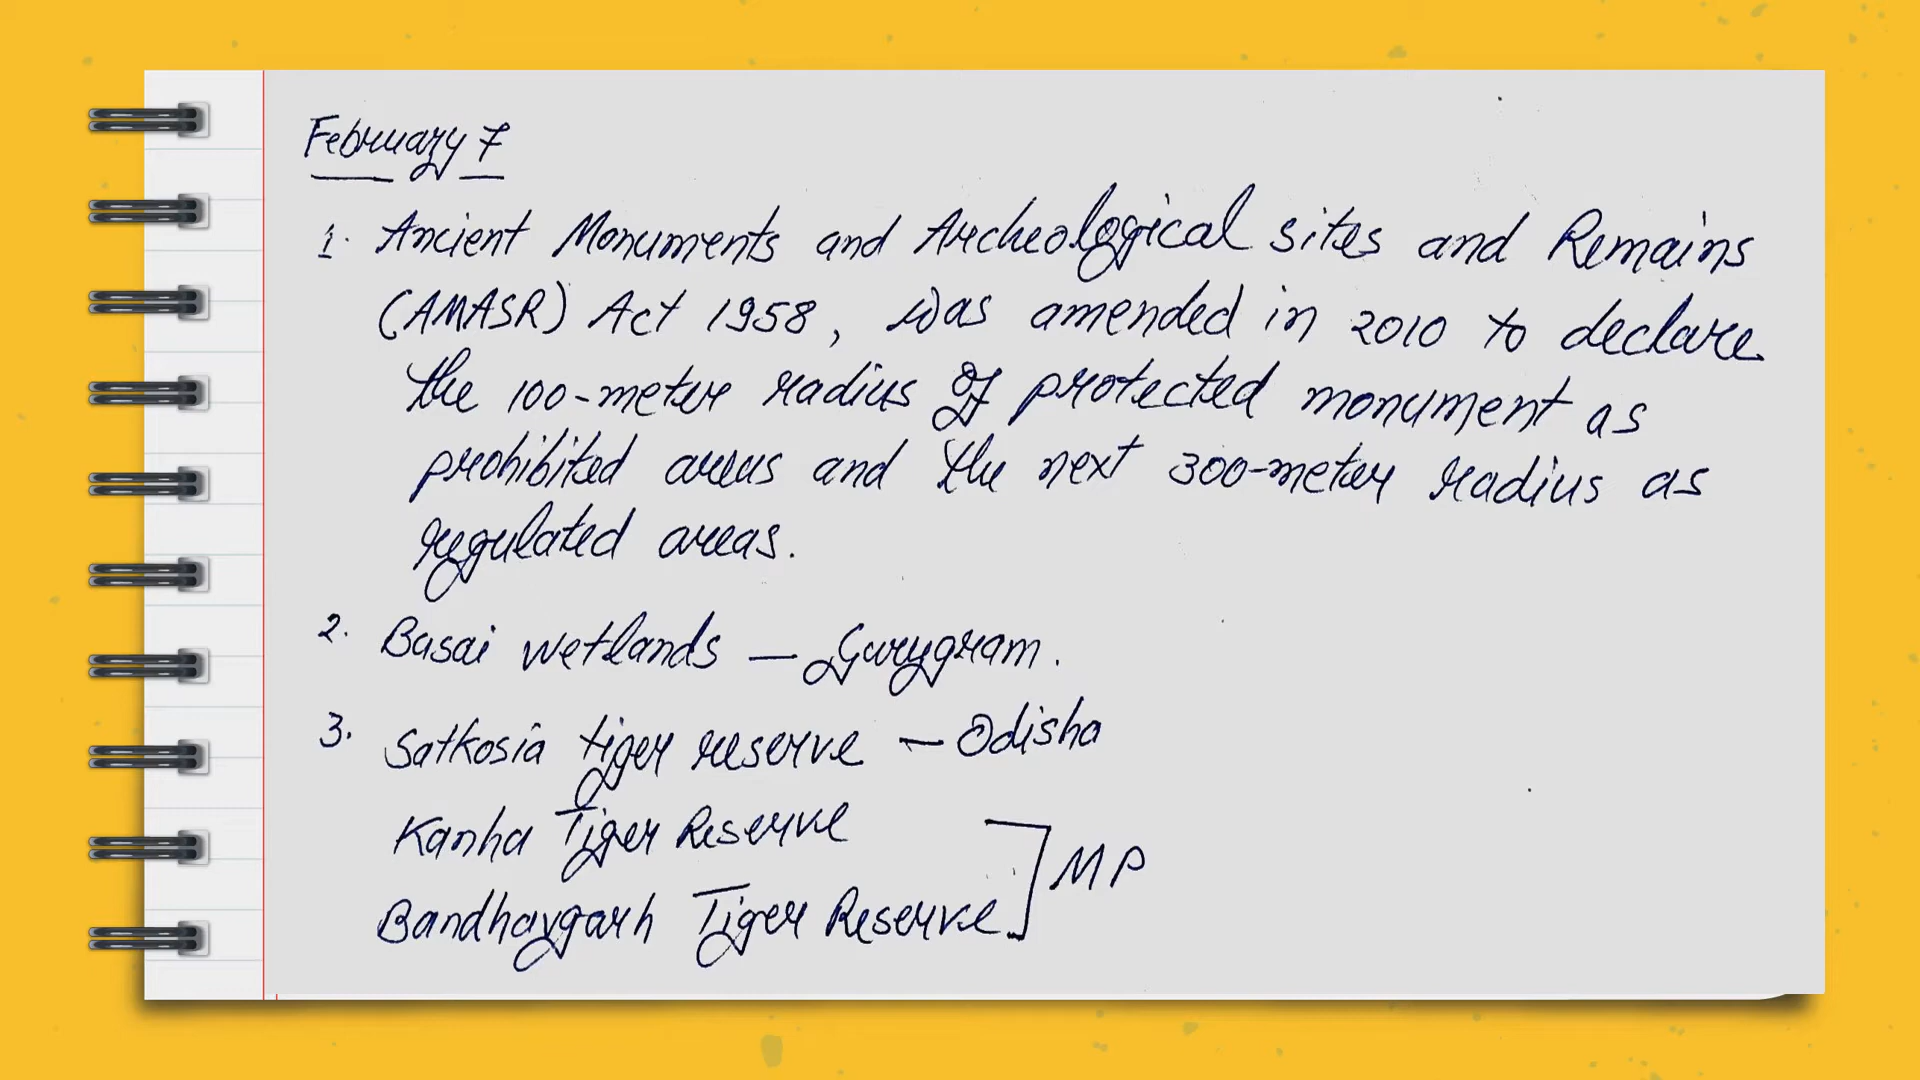 February 7
1. Ancient Monuments and Archeological sites and Remains
(AMASR) Act 1958, was amended in 2010 to declare
the 100-meter radius of protected monument as
prohibited areas and the next 300-meter radius as
regulated areas.
2. Basai wetlands – Gurugram.
3. Satkosia tiger reserve – Odisha
Kanha Tiger Reserve
Bandhavgarh Tiger Reserve ] MP